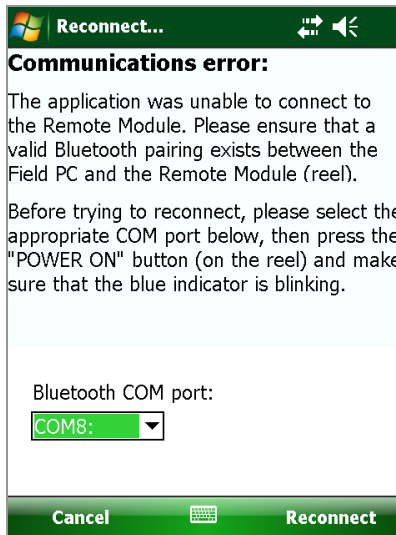 Reconnect...
Communications error:
The application was unable to connect to
the Remote Module. Please ensure that a
valid Bluetooth pairing exists between the
Field PC and the Remote Module (reel).
Before trying to reconnect, please select the
appropriate COM port below, then press the
"POWER ON" button (on the reel) and make
sure that the blue indicator is blinking.
Bluetooth COM port:
COM8:
Cancel
Reconnect